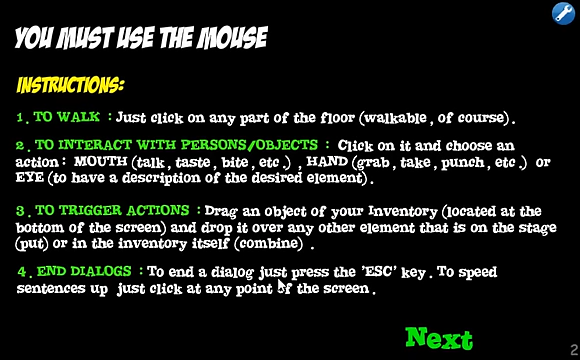 YOU MUST USE THE MOUSE
INSTRUCTIONS:
1. TO WALK : Just click on any part of the floor (walkable, of course).
2. TO INTERACT WITH PERSONS/OBJECTS : Click on it and choose an
action: MOUTH (talk, taste, bite, etc.) , HAND (grab, take, punch, etc.) or
EYE (to have a description of the desired element).
3. TO TRIGGER ACTIONS : Drag an object of your Inventory (located at the
bottom of the screen) and drop it over any other element that is on the stage
(put) or in the inventory itself (combine) .
4. END DIALOGS : To end a dialog just press the 'ESC' key. To speed
sentences up just click at any point of the screen.
Next
2